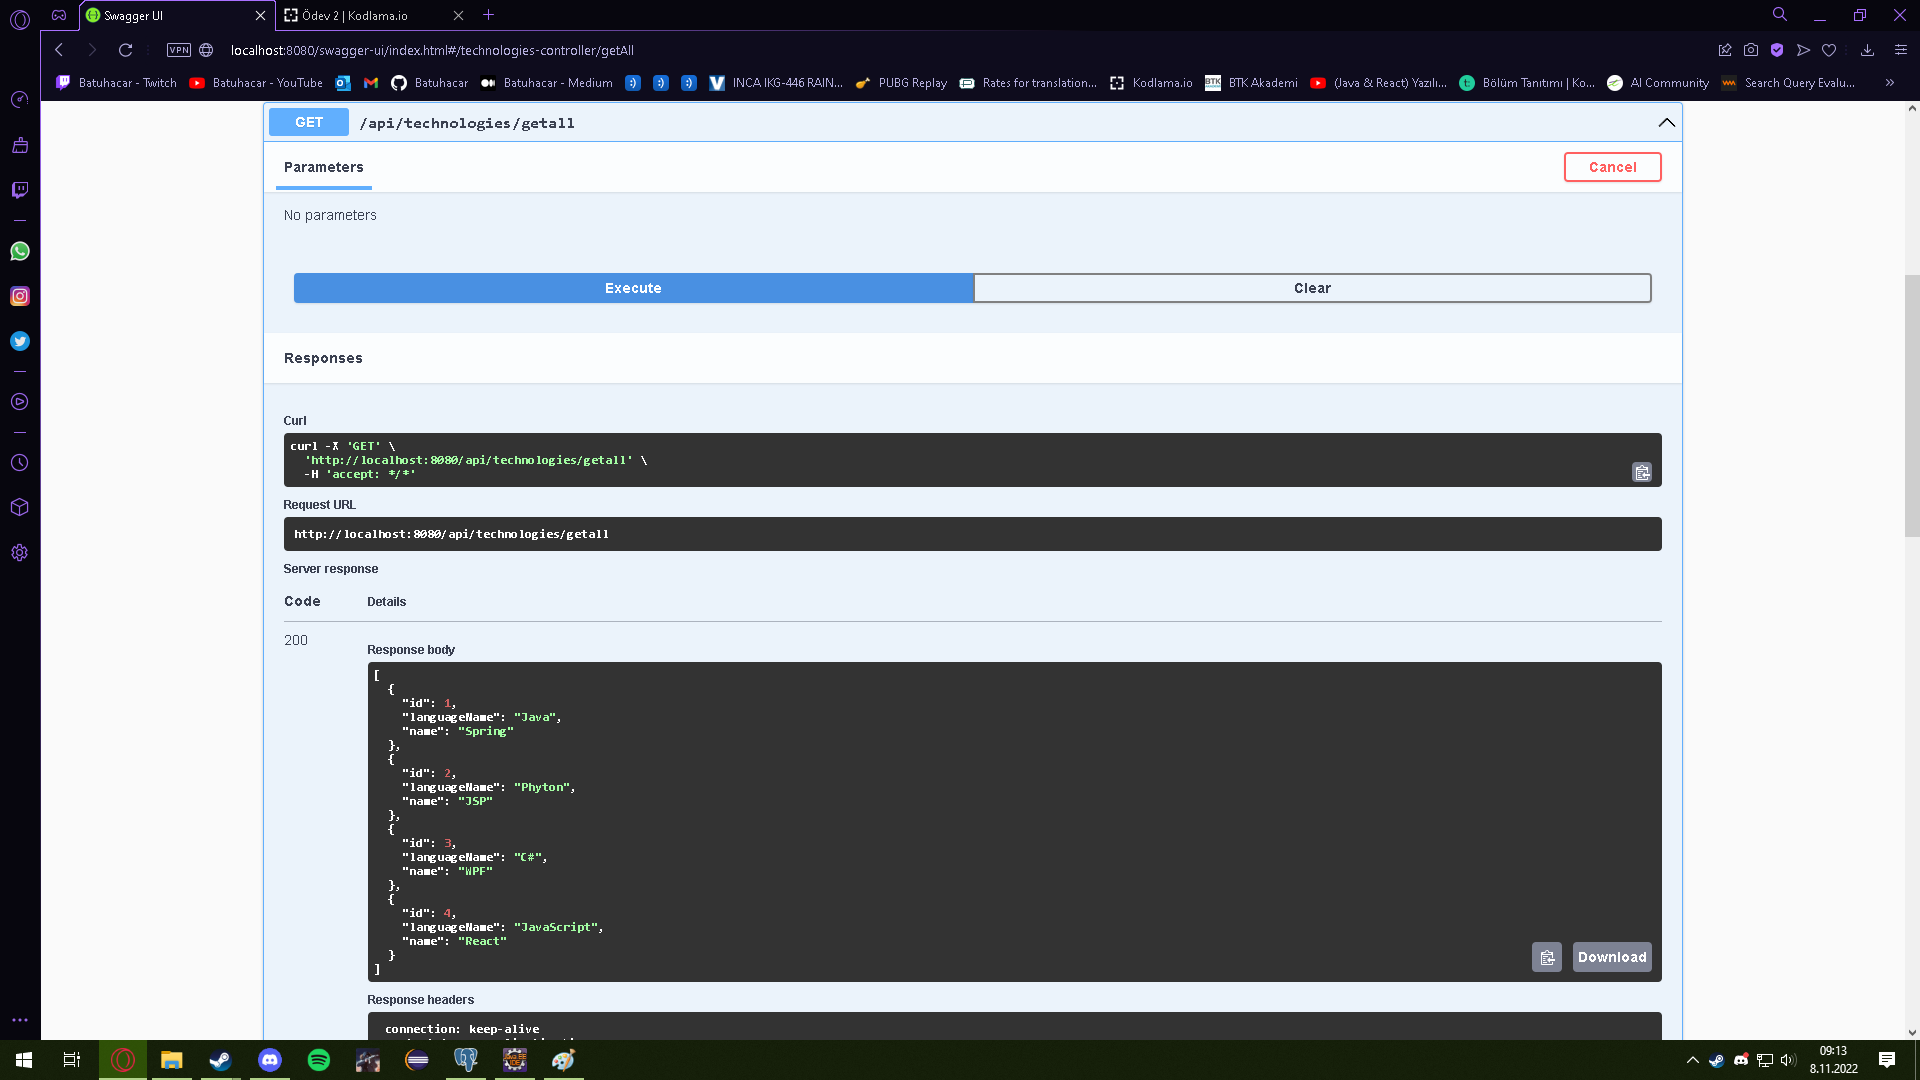 Swagger UI
Ödev 2 | Kodlama.io
VPN
localhost:8080/swagger-ui/index.html#/technologies-controller/getAll
Batuhacar - Twitch
Batuhacar - YouTube
Batuhacar
Batuhacar - Medium
INCA IKG-446 RAIN...
PUBG Replay
Rates for translation...
Kodlama.io
BTK Akademi
(Java & React) Yazılı...
Bölüm Tanıtımı | Ko...
AI Community
Search Query Evalu...
GET
/api/technologies/getall
Parameters
Cancel
No parameters
Execute
Clear
Responses
Curl
curl -X 'GET' \
'http://localhost:8080/api/technologies/getall' \
-H 'accept: */*'
Request URL
http://localhost:8080/api/technologies/getall
Server response
Code
Details
200
Response body
[
{
"id": 1,
"languageName": "Java",
"name": "Spring"
},
{
"id": 2,
"languageName": "Phyton",
"name": "JSP"
},
{
"id": 3,
"languageName": "C#",
"name": "WPF"
},
{
"id": 4,
"languageName": "JavaScript",
"name": "React"
}
]
Download
Response headers
connection: keep-alive
09:13
8.11.2022